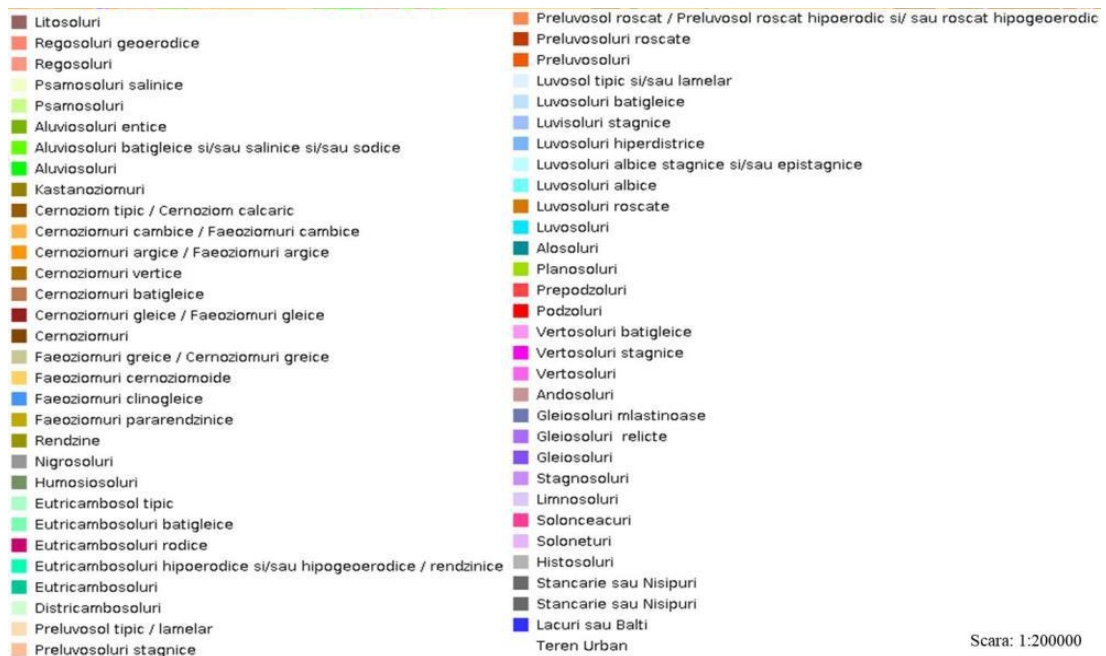 Litosoluri
Regosoluri geoerodice
Regosoluri
Psamosoluri salinice
Psamosoluri
Aluviosoluri entice
Aluviosoluri batigleice si/sau salinice si/sau sodice
Aluviosoluri
Kastanoziomuri
Cernoziom tipic / Cernoziom calcaric
Cernoziomuri cambice / Faeoziomuri cambice
Cernoziomuri argice / Faeoziomuri argice
Cernoziomuri vertice
Cernoziomuri batigleice
Cernoziomuri gleice / Faeoziomuri gleice
Cernoziomuri
Faeoziomuri greice / Cernoziomuri greice
Faeoziomuri cernoziomoide
Faeoziomuri clinogleice
Faeoziomuri pararendzinice
Rendzine
Nigrosoluri
Humosiosoluri
Eutricambosol tipic
Eutricambosoluri batigleice
Eutricambosoluri rodice
Eutricambosoluri hipoerodice si/sau hipogeoerodice / rendzinice
Eutricambosoluri
Districambosoluri
Preluvosol tipic / lamelar
Preluvosoluri stagnice
Preluvosol roscat / Preluvosol roscat hipoerodic si/ sau roscat hipogeoerodic
Preluvosoluri roscate
Preluvosoluri
Luvosol tipic si/sau lamelar
Luvosoluri batigleice
Luvisoluri stagnice
Luvosoluri hiperdistrice
Luvosoluri albice stagnice si/sau epistagnice
Luvosoluri albice
Luvosoluri roscate
Luvosoluri
Alosoluri
Planosoluri
Prepodzoluri
Podzoluri
Vertosoluri batigleice
Vertosoluri stagnice
Vertosoluri
Andosoluri
Gleiosoluri mlastinoase
Gleiosoluri relicte
Gleiosoluri
Stagnosoluri
Limnosoluri
Solonceacuri
Soloneturi
Histosoluri
Stancarie sau Nisipuri
Stancarie sau Nisipuri
Lacuri sau Balti
Teren Urban
Scara: 1:200000